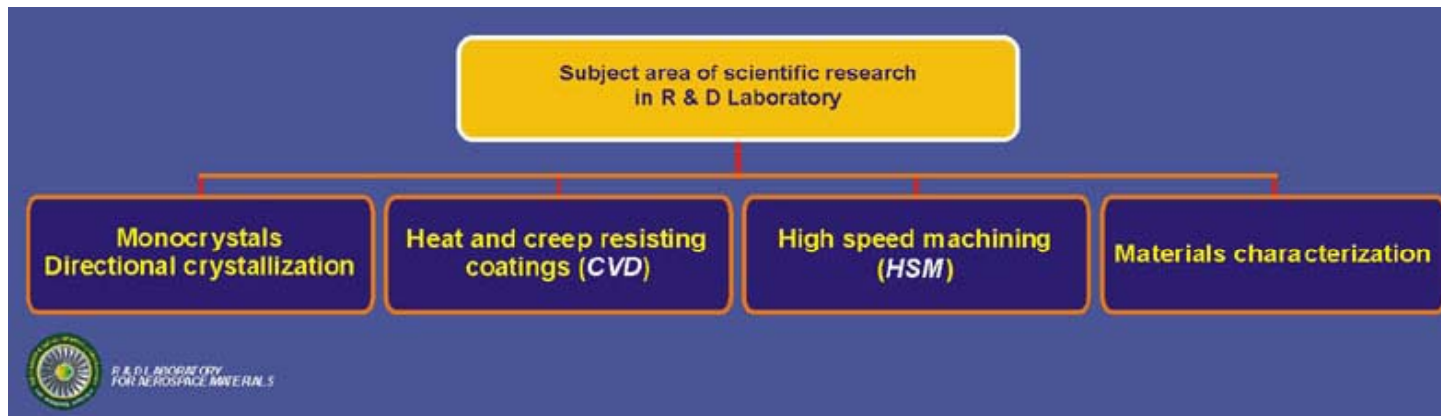 Subject area of scientific research
in R & D Laboratory
Monocrystals
Directional crystallization
Heat and creep resisting
coatings (CVD)
High speed machining
(HSM)
Materials characterization
R & D LABORATORY
FOR AEROSPACE MATERIALS